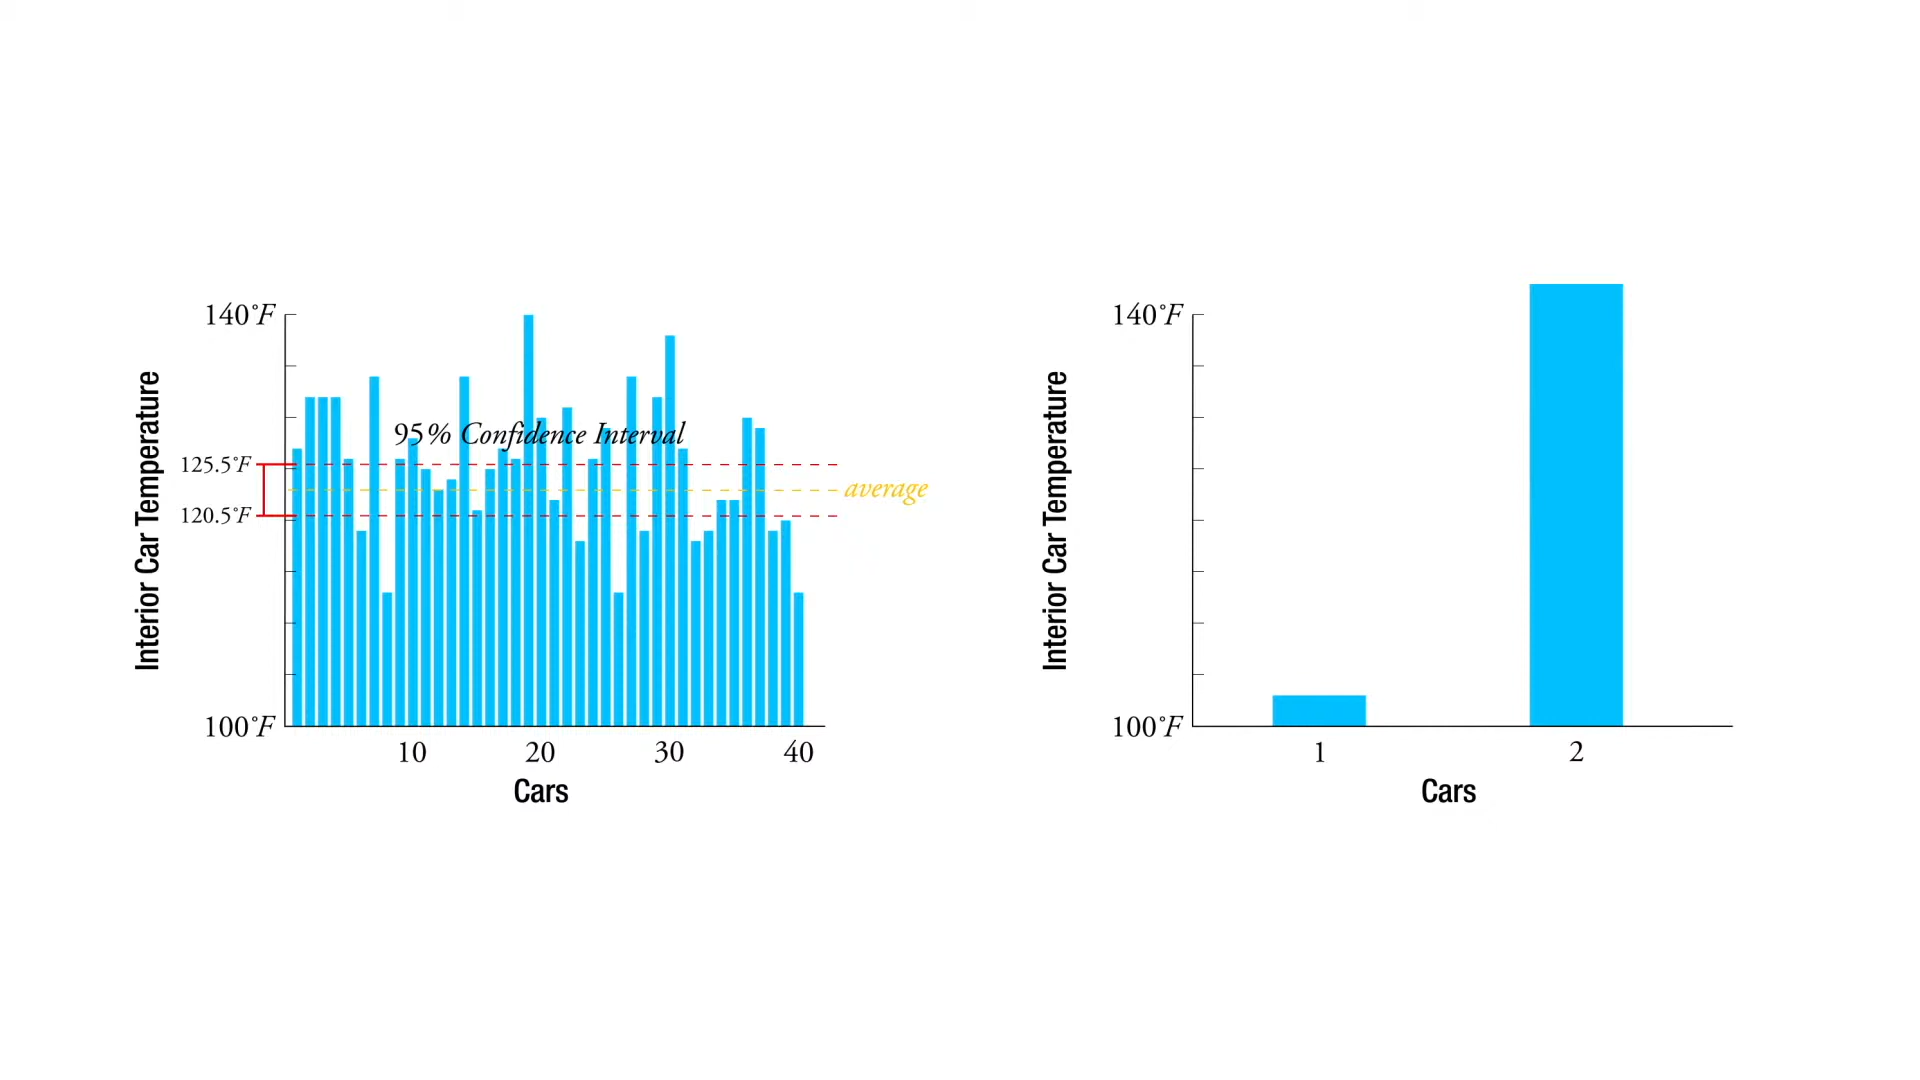 140°F
Interior Car Temperature
95% Confidence Interval
125.5°F
average
120.5°F
100°F
10 20 30 40
Cars
140°F
Interior Car Temperature
100°F
1 2
Cars